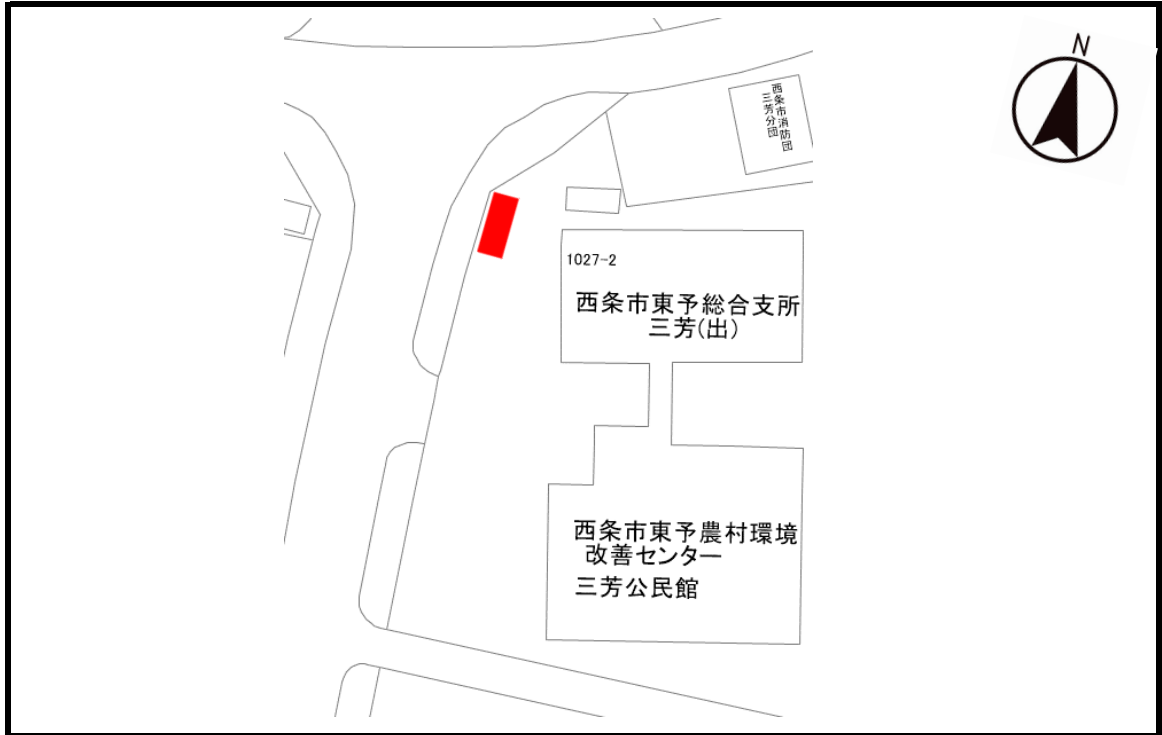 N
西条市消防団
三芳分団
1027-2
西条市東予総合支所
三芳(出)
西条市東予農村環境
改善センター
三芳公民館